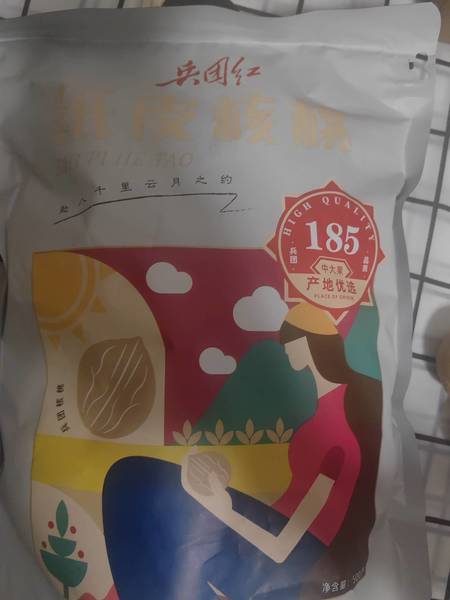 兵团红
纸皮核桃
ZHI PI HE TAO
赴八千里云月之约
HIGH QUALITY
185
·兵团
品质
中大果
产地优选
PLACE OF ORIGIN
兵团核桃
净含量：500